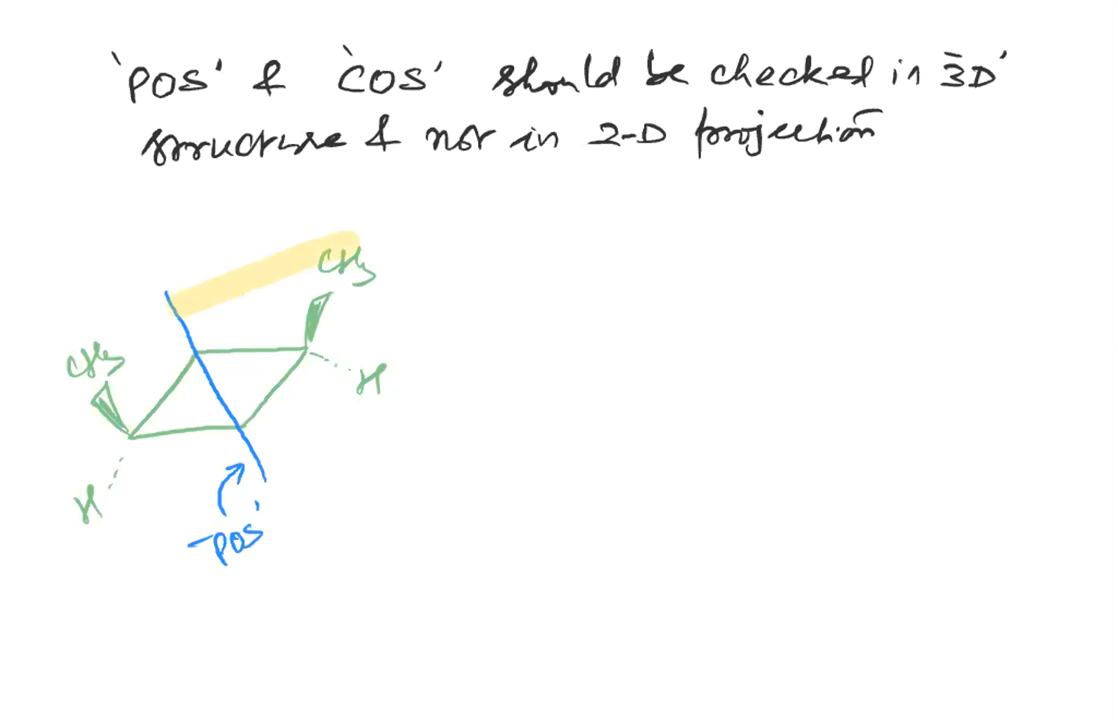 'POS' & 'COS' should be checked in '3D'
structure & not in 2-D projection
CH3
CH3
H
H
'POS'